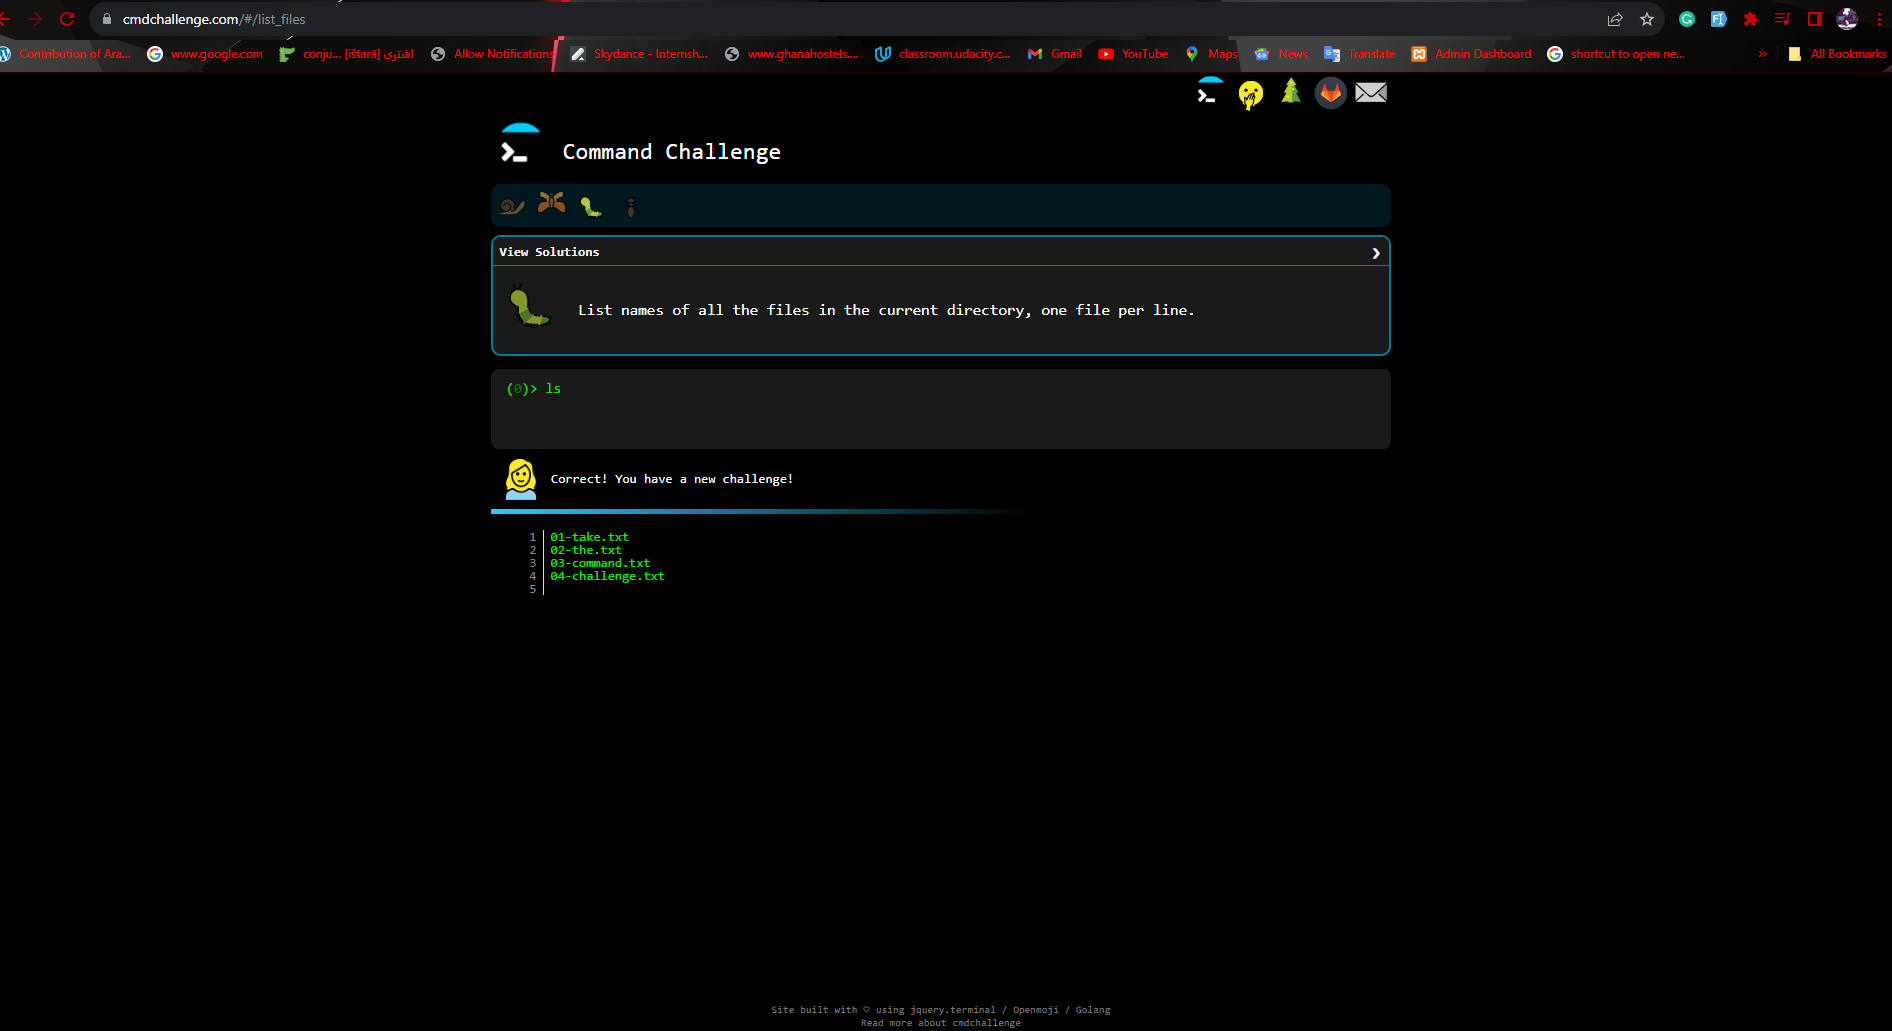 cmdchallenge.com/#/list_files
Contribution of Ara... www.google.com conju... [ištarā] اشترى Allow Notifications Skydance - Internsh... www.ghanahostels.... classroom.udacity.c... Gmail YouTube Maps News Translate Admin Dashboard shortcut to open ne... » All Bookmarks
Command Challenge
View Solutions
List names of all the files in the current directory, one file per line.
(0)> ls
Correct! You have a new challenge!
1 01-take.txt
2 02-the.txt
3 03-command.txt
4 04-challenge.txt
5
Site built with ♡ using jquery.terminal / Openmoji / Golang
Read more about cmdchallenge